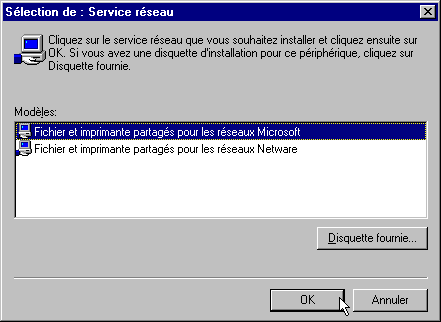 Sélection de : Service réseau
Cliquez sur le service réseau que vous souhaitez installer et cliquez ensuite sur
OK. Si vous avez une disquette d'installation pour ce périphérique, cliquez sur
Disquette fournie.
Modèles:
Fichier et imprimante partagés pour les réseaux Microsoft
Fichier et imprimante partagés pour les réseaux Netware
Disquette fournie...
OK
Annuler